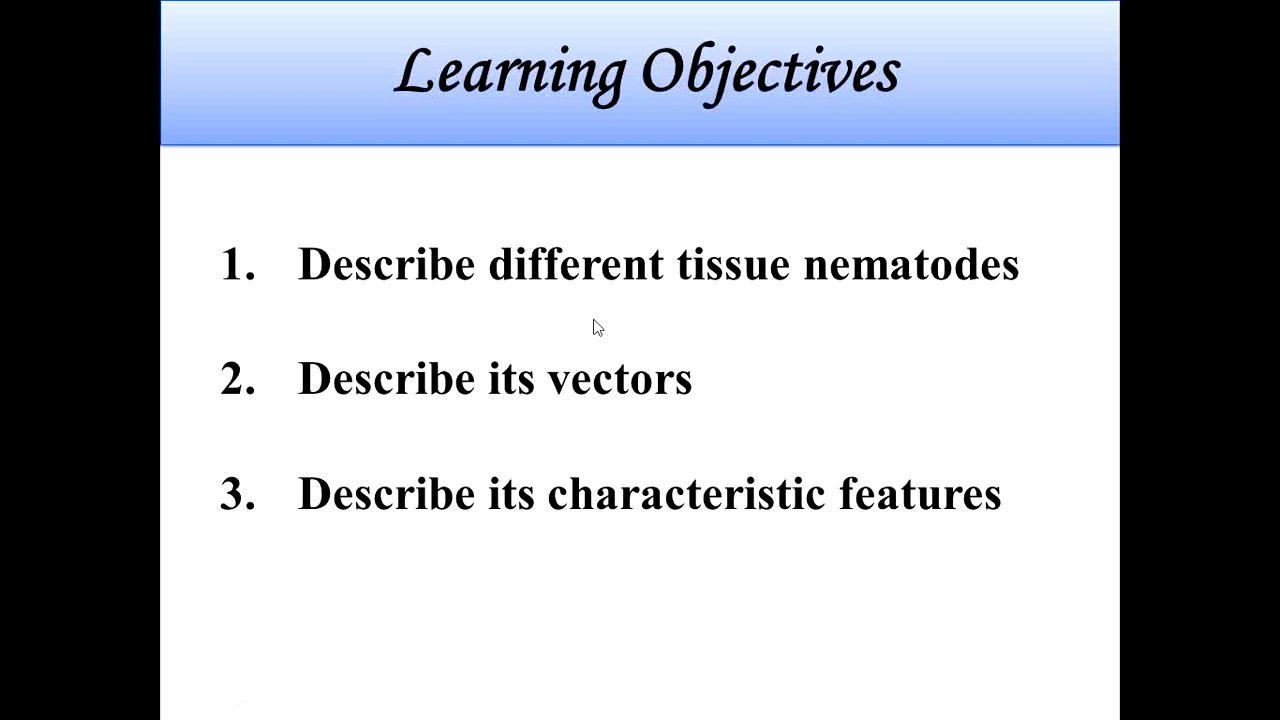 Learning Objectives
1. Describe different tissue nematodes
2. Describe its vectors
3. Describe its characteristic features